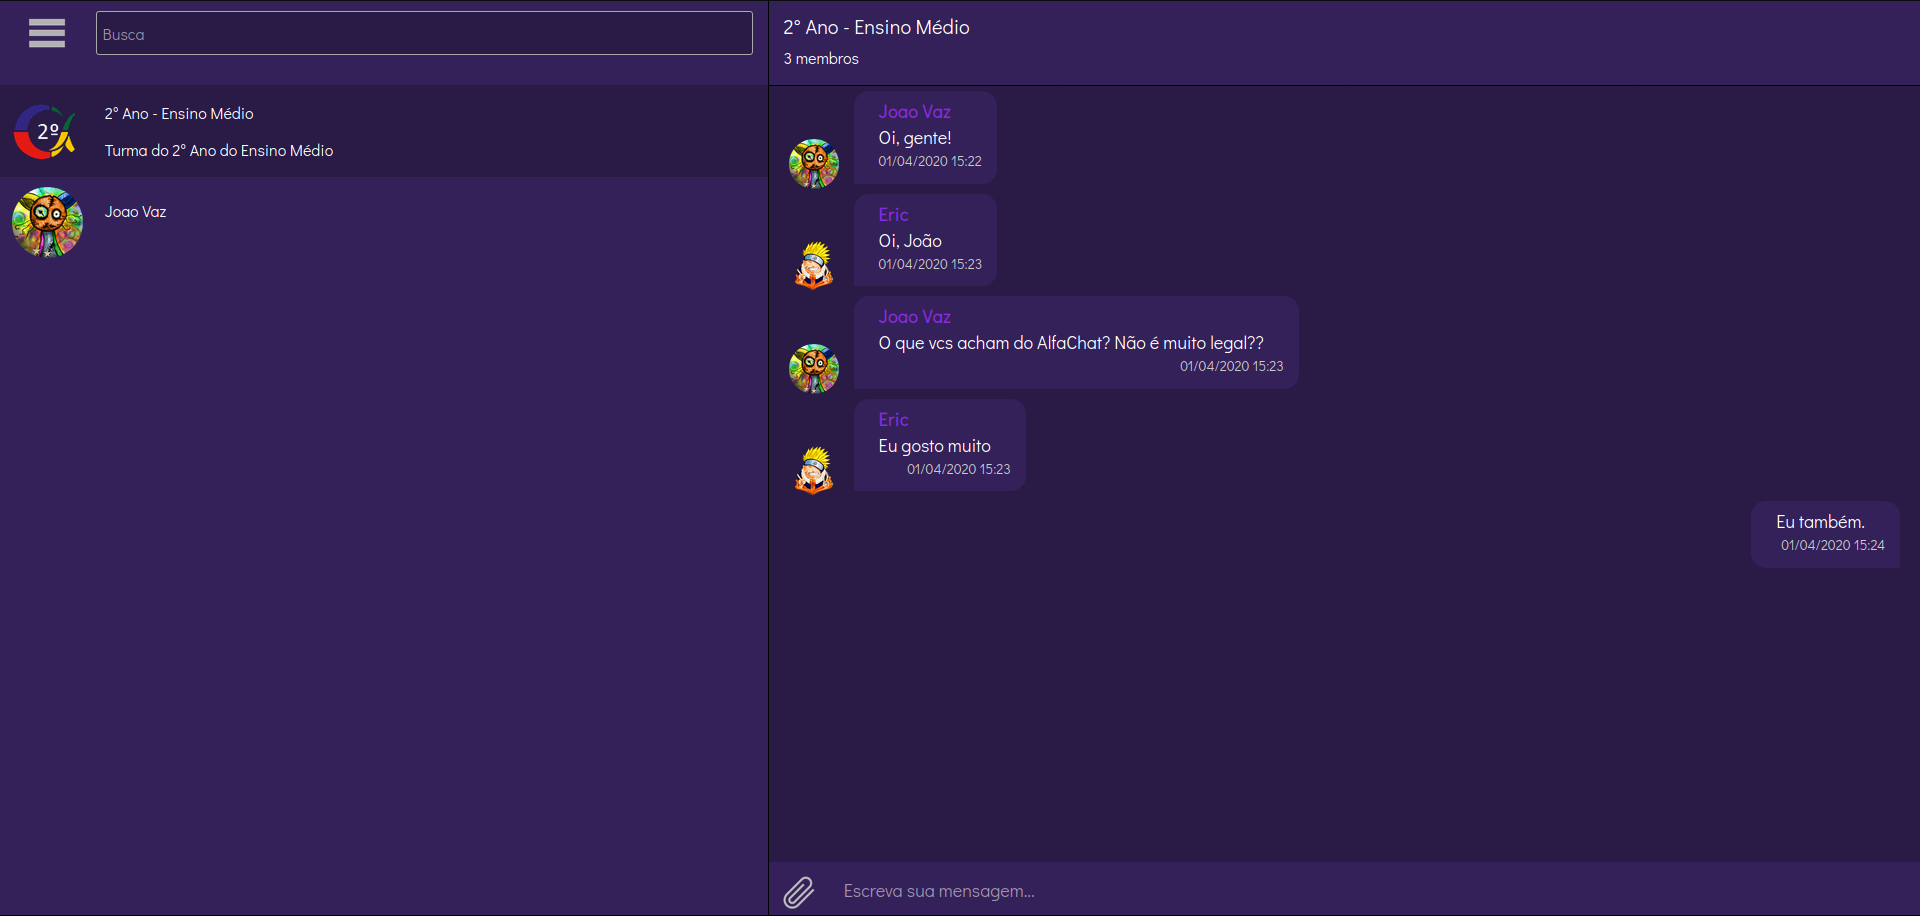 Busca
2º Ano - Ensino Médio
Turma do 2º Ano do Ensino Médio
2º
Joao Vaz
2º Ano - Ensino Médio
3 membros
Joao Vaz
Oi, gente!
01/04/2020 15:22
Eric
Oi, João
01/04/2020 15:23
Joao Vaz
O que vcs acham do AlfaChat? Não é muito legal??
01/04/2020 15:23
Eric
Eu gosto muito
01/04/2020 15:23
Eu também.
01/04/2020 15:24
Escreva sua mensagem...